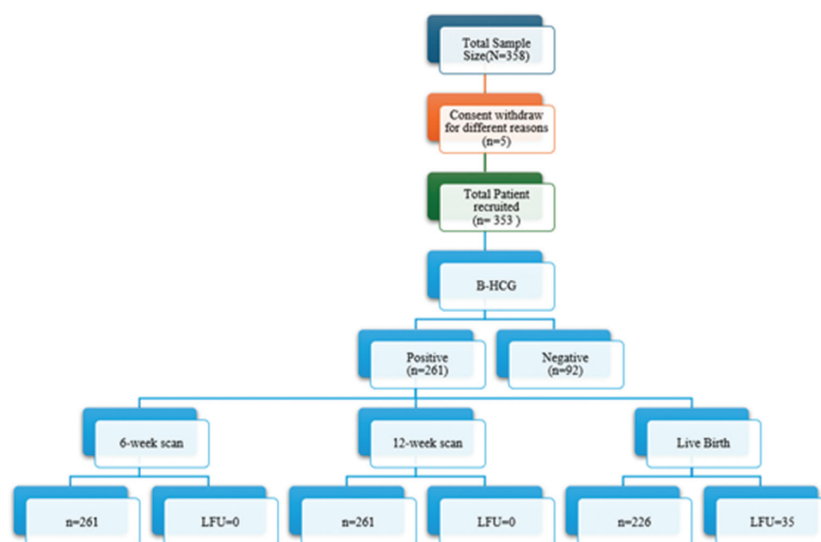 Total Sample
Size(N=358)
Consent withdraw
for different reasons
(n=5)
Total Patient
recruited
(n= 353 )
B-HCG
Positive
(n=261)
Negative
(n=92)
6-week scan
12-week scan
Live Birth
n=261
LFU=0
n=261
LFU=0
n=226
LFU=35